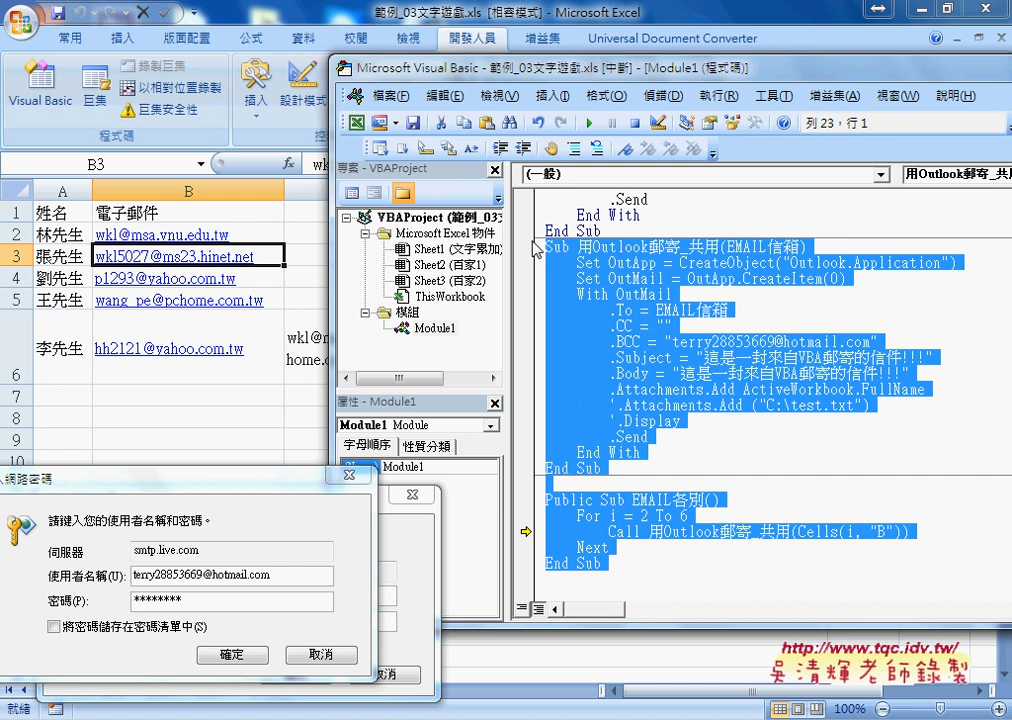 範例_03文字遊戲.xls [相容模式] - Microsoft Excel
常用 插入 版面配置 公式 資料 校閱 檢視 開發人員 增益集 Universal Document Converter
Visual Basic 巨集 錄製巨集 以相對位置錄製 巨集安全性 插入 設計模式
程式碼
B3 fx wk
A B
1 姓名 電子郵件
2 林先生 wkl@msa.vnu.edu.tw
3 張先生 wkl5027@ms23.hinet.net
4 劉先生 p1293@yahoo.com.tw
5 王先生 wang_pe@pchome.com.tw
6 李先生 hh2121@yahoo.com.tw
wkl@
home.c
7
8
9
10
Microsoft Visual Basic - 範例_03文字遊戲.xls [中斷] - [Module1 (程式碼)]
檔案(F) 編輯(E) 檢視(V) 插入(I) 格式(O) 偵錯(D) 執行(R) 工具(T) 增益集(A) 視窗(W) 說明(H)
列 23，行 1
專案 - VBAProject
VBAProject (範例_03文
Microsoft Excel 物件
Sheet1 (文字累加
Sheet2 (百家1)
Sheet3 (百家2)
ThisWorkbook
模組
Module1
屬性 - Module1
Module1 Module
字母順序 性質分類
Module1
(一般) 用Outlook郵寄_共用
.Send
End With
End Sub
Sub 用Outlook郵寄_共用(EMAIL信箱)
Set OutApp = CreateObject("Outlook.Application")
Set OutMail = OutApp.CreateItem(0)
With OutMail
.To = EMAIL信箱
.CC = ""
.BCC = "terry28853669@hotmail.com"
.Subject = "這是一封來自VBA郵寄的信件!!!"
.Body = "這是一封來自VBA郵寄的信件!!!"
.Attachments.Add ActiveWorkbook.FullName
'.Attachments.Add ("C:\test.txt")
'.Display
.Send
End With
End Sub
Public Sub EMAIL各別()
For i = 2 To 6
Call 用Outlook郵寄_共用(Cells(i, "B"))
Next
End Sub
網路密碼
請鍵入您的使用者名稱和密碼。
伺服器 smtp.live.com
使用者名稱(U): terry28853669@hotmail.com
密碼(P): ********
將密碼儲存在密碼清單中(S)
確定 取消
取消
http://www.tqc.idv.tw/
吳清輝老師錄製
就緒 100%